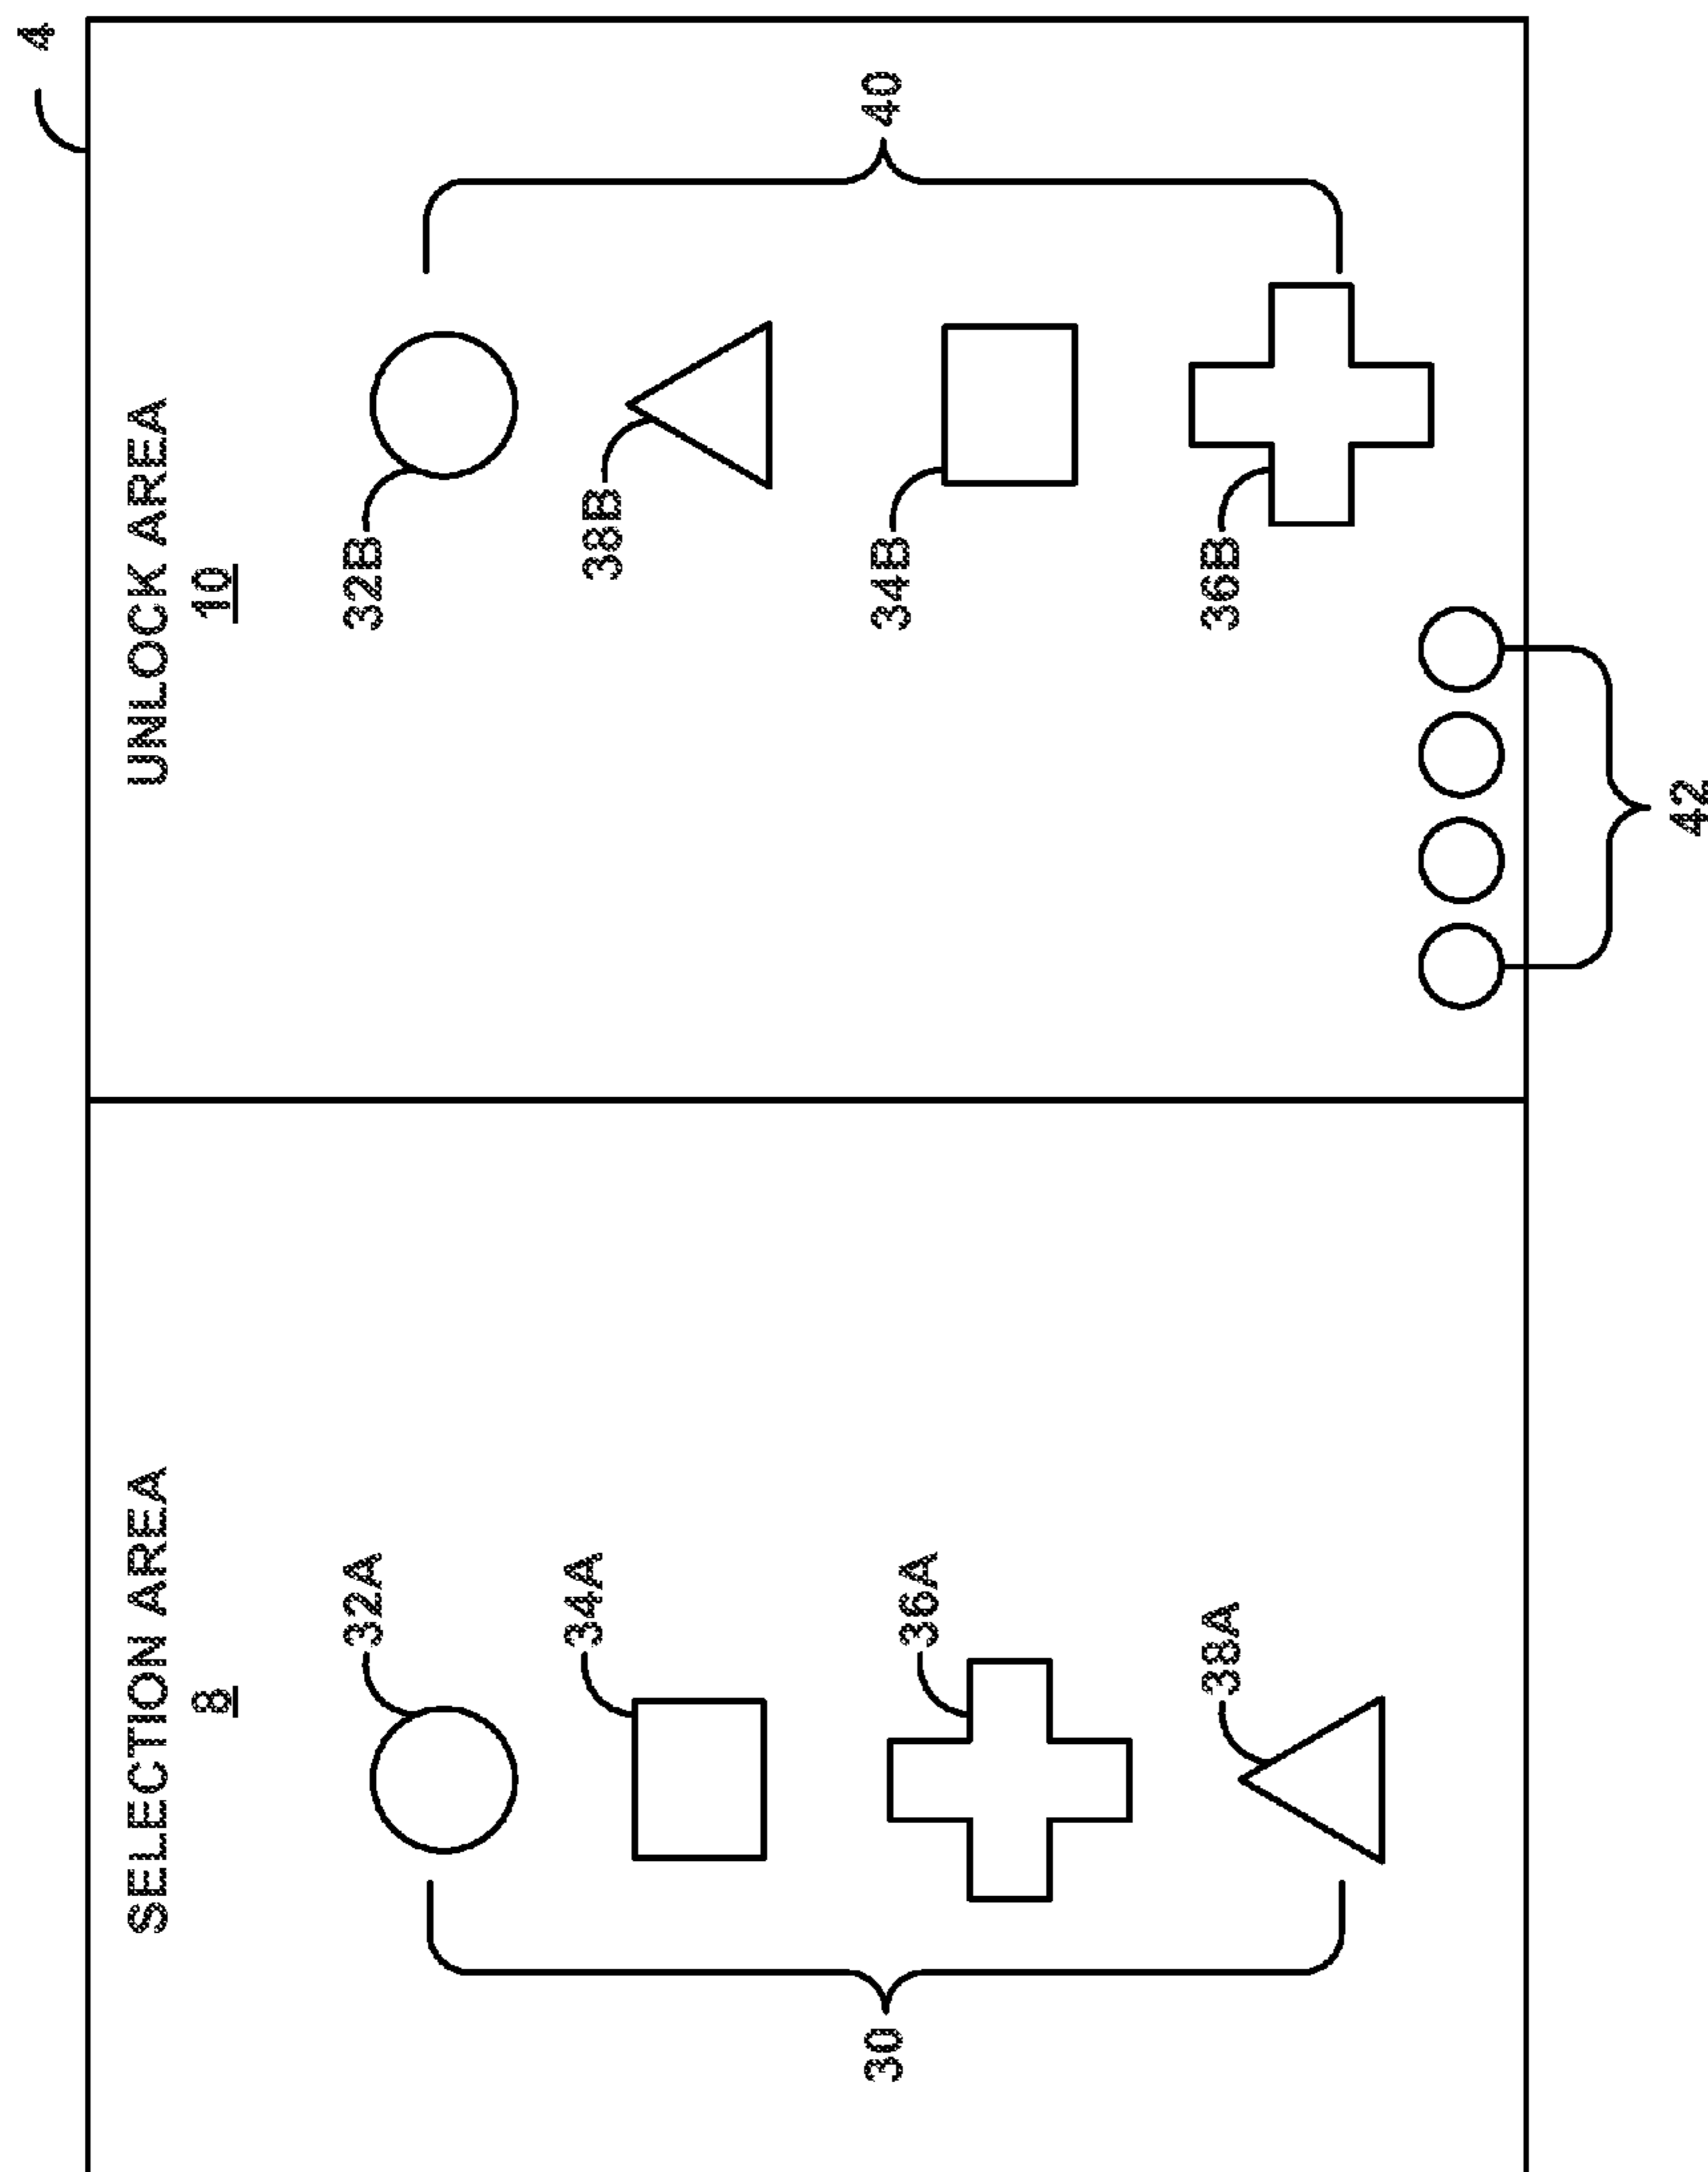 4
SELECTION AREA
8
UNLOCK AREA
10
32A
34A
36A
38A
30
32B
38B
34B
36B
40
42